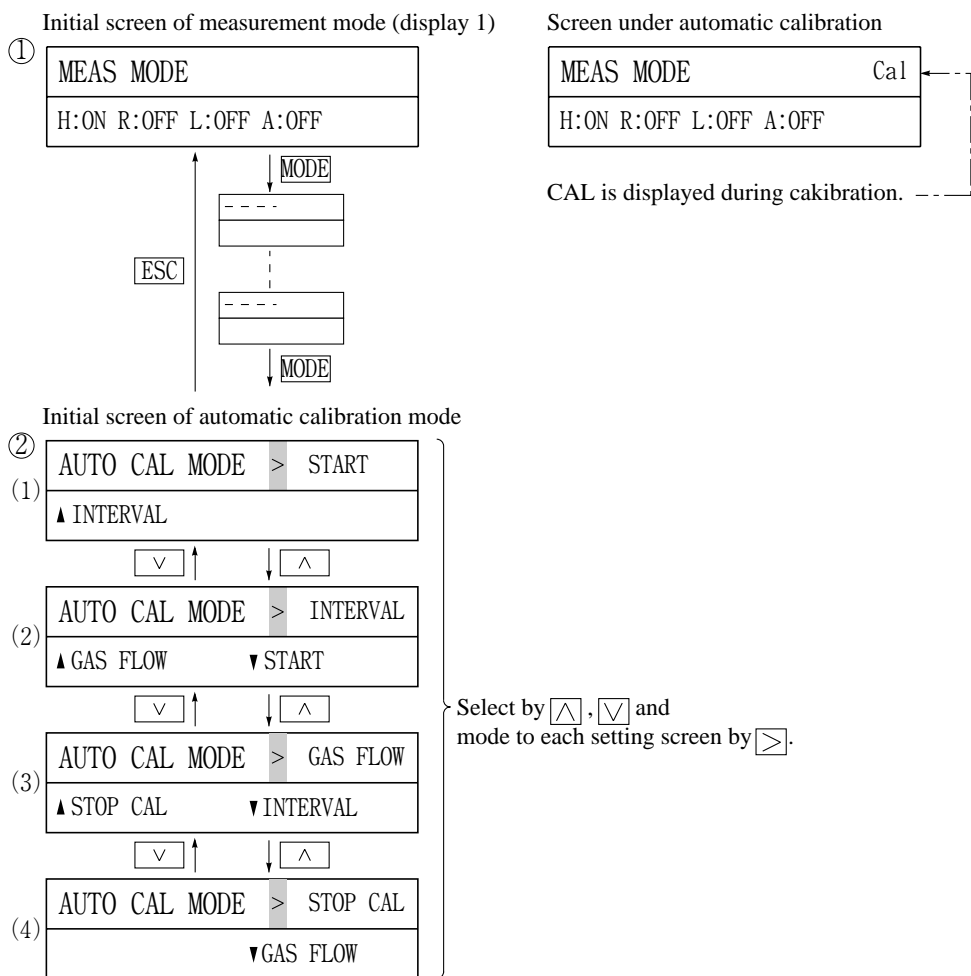 Initial screen of measurement mode (display 1)
① MEAS MODE
H:ON R:OFF L:OFF A:OFF
MODE
- - - -
ESC
- - - -
MODE
Screen under automatic calibration
MEAS MODE Cal
H:ON R:OFF L:OFF A:OFF
CAL is displayed during cakibration.
Initial screen of automatic calibration mode
②
(1) AUTO CAL MODE > START
▲ INTERVAL
∨ ∧
(2) AUTO CAL MODE > INTERVAL
▲ GAS FLOW ▼ START
∨ ∧
(3) AUTO CAL MODE > GAS FLOW
▲ STOP CAL ▼ INTERVAL
∨ ∧
(4) AUTO CAL MODE > STOP CAL
▼ GAS FLOW
Select by ∧ , ∨ and
mode to each setting screen by >.